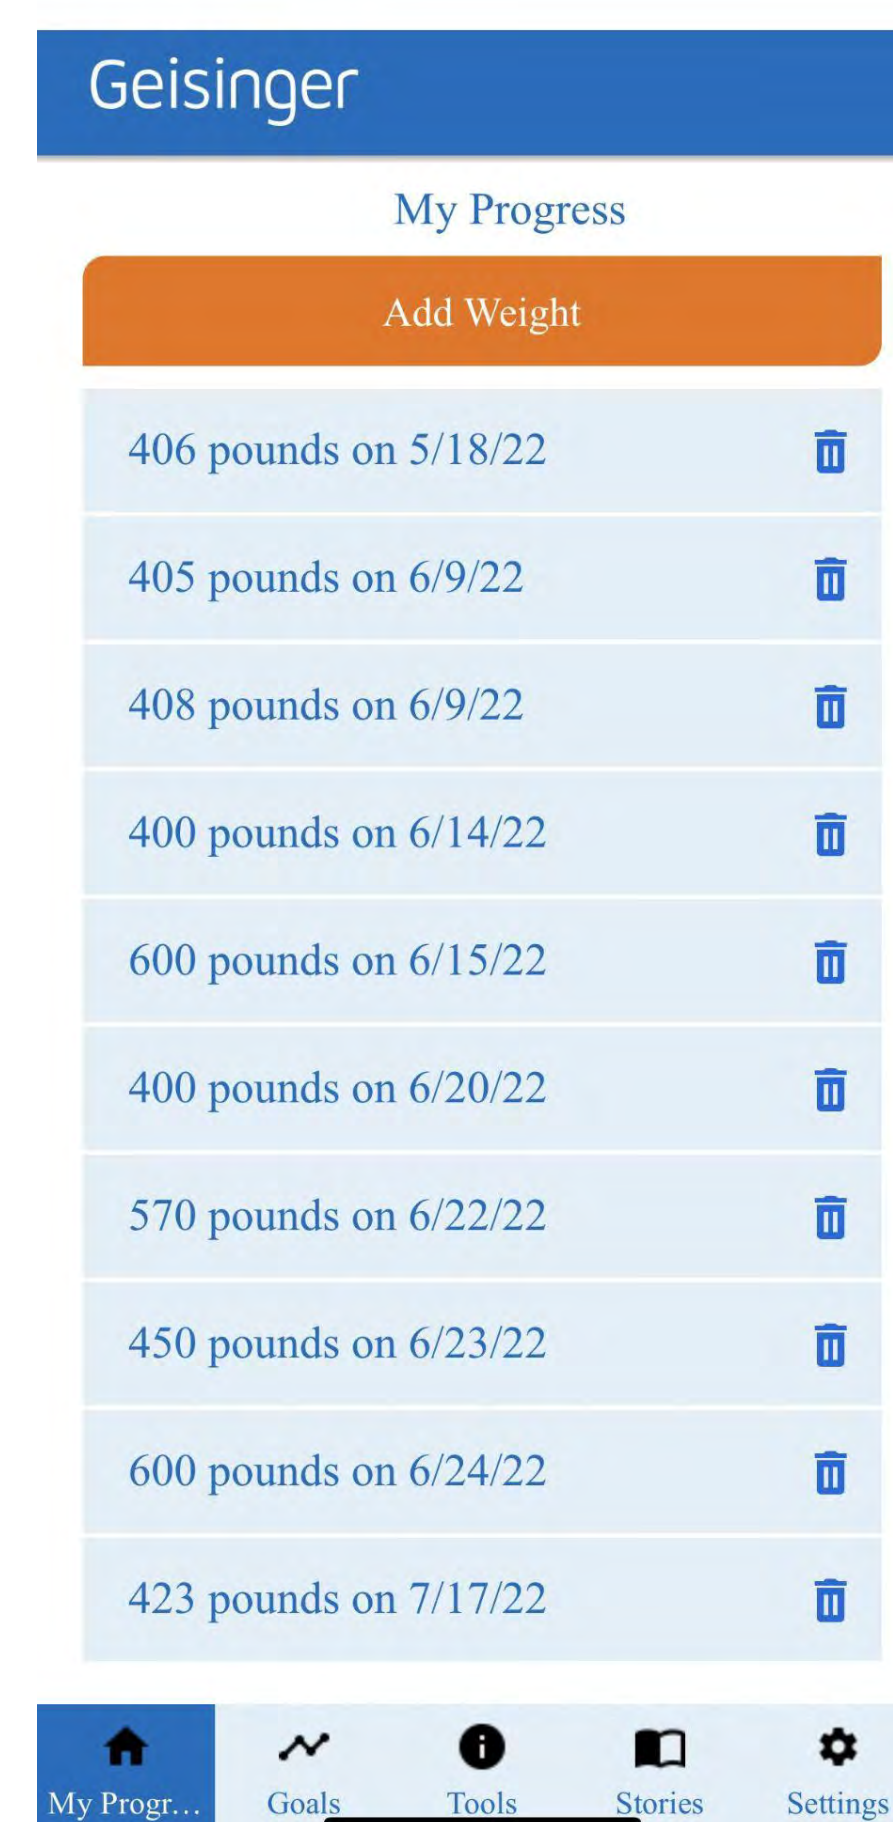 Geisinger
My Progress
Add Weight
406 pounds on 5/18/22
405 pounds on 6/9/22
408 pounds on 6/9/22
400 pounds on 6/14/22
600 pounds on 6/15/22
400 pounds on 6/20/22
570 pounds on 6/22/22
450 pounds on 6/23/22
600 pounds on 6/24/22
423 pounds on 7/17/22
My Progr... Goals Tools Stories Settings